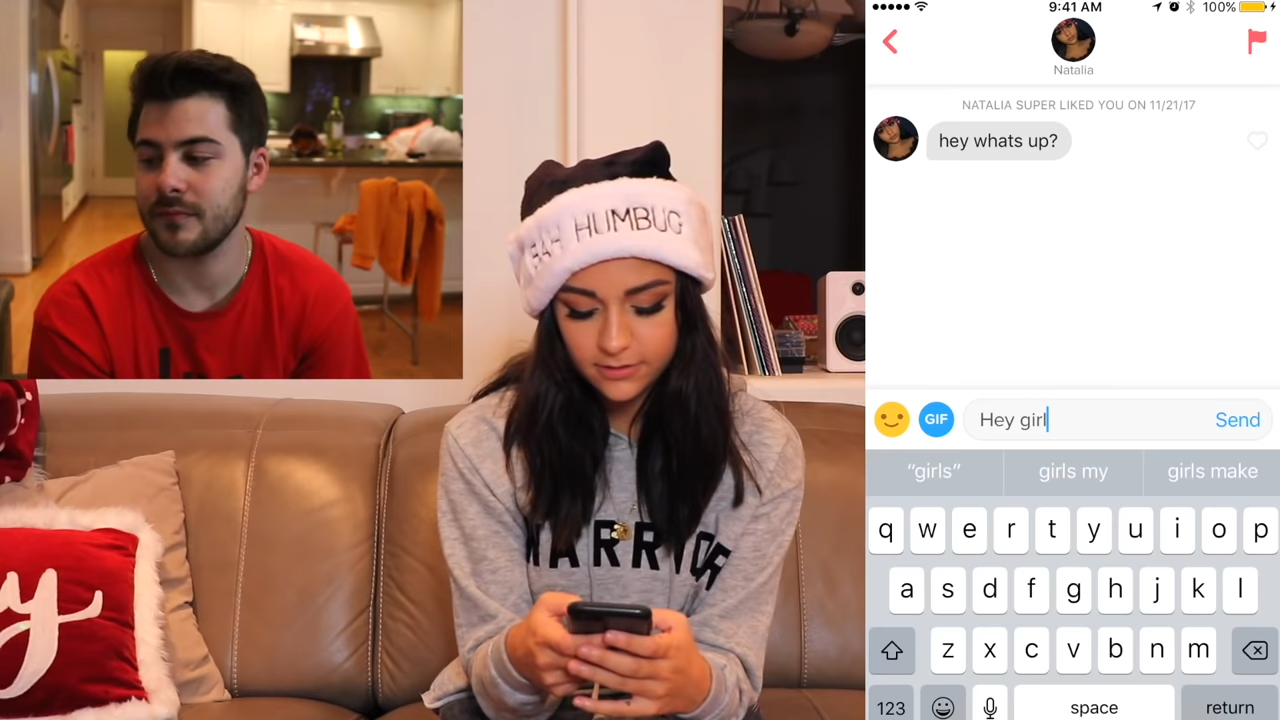 BAH HUMBUG
WARRIOR
y
9:41 AM
100%
Natalia
NATALIA SUPER LIKED YOU ON 11/21/17
hey whats up?
GIF
Hey girl
Send
“girls”
girls my
girls make
q w e r t y u i o p
a s d f g h j k l
z x c v b n m
123
space
return